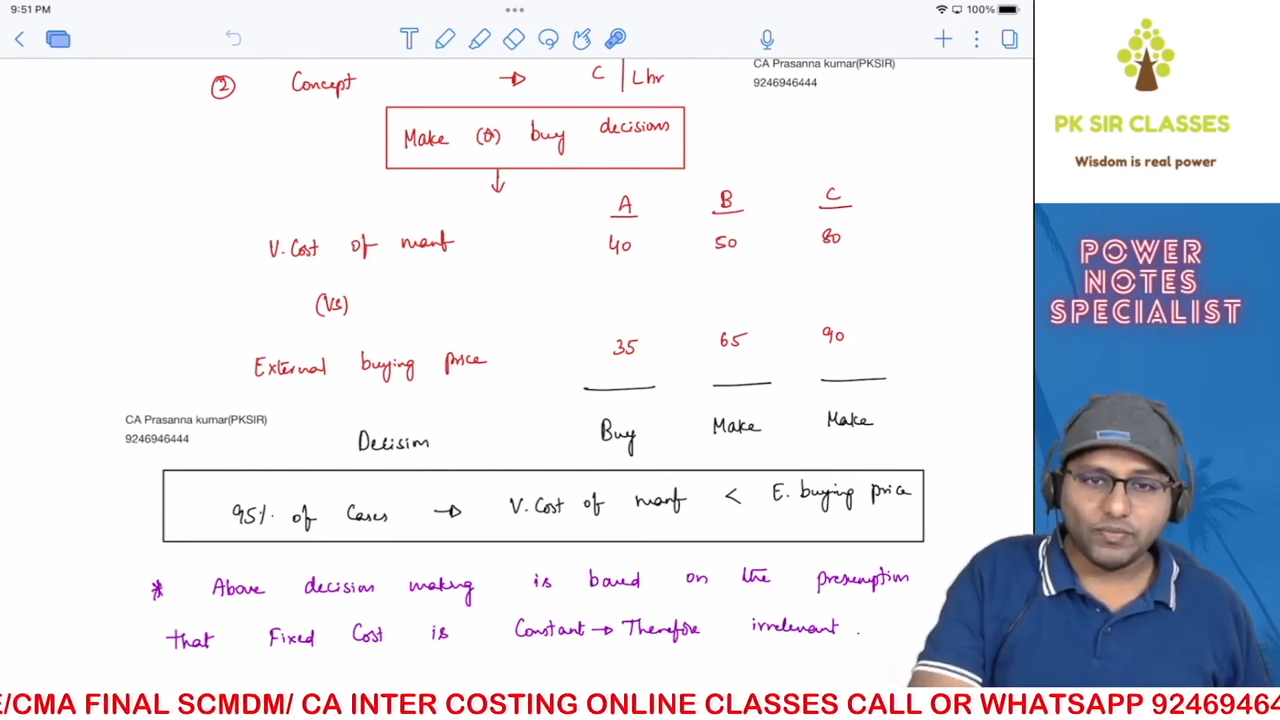 9:51 PM
100%
CA Prasanna kumar(PKSIR)
9246946444
② Concept → C | Lhr
Make (or) buy decisions
A B C
V. Cost of manf 40 50 80
(Vs)
External buying price 35 65 90
CA Prasanna kumar(PKSIR)
9246946444
Decision Buy Make Make
95% of Cases → V. Cost of manf < E. buying price
* Above decision making is based on the presumption
that Fixed Cost is Constant → Therefore irrelevant.
PK SIR CLASSES
Wisdom is real power
POWER
NOTES
SPECIALIST
E/CMA FINAL SCMDM/ CA INTER COSTING ONLINE CLASSES CALL OR WHATSAPP 92469464